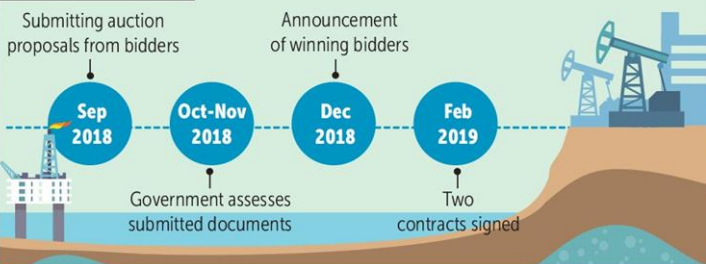 Submitting auction
proposals from bidders
Announcement
of winning bidders
Sep
2018
Oct-Nov
2018
Dec
2018
Feb
2019
Government assesses
submitted documents
Two
contracts signed